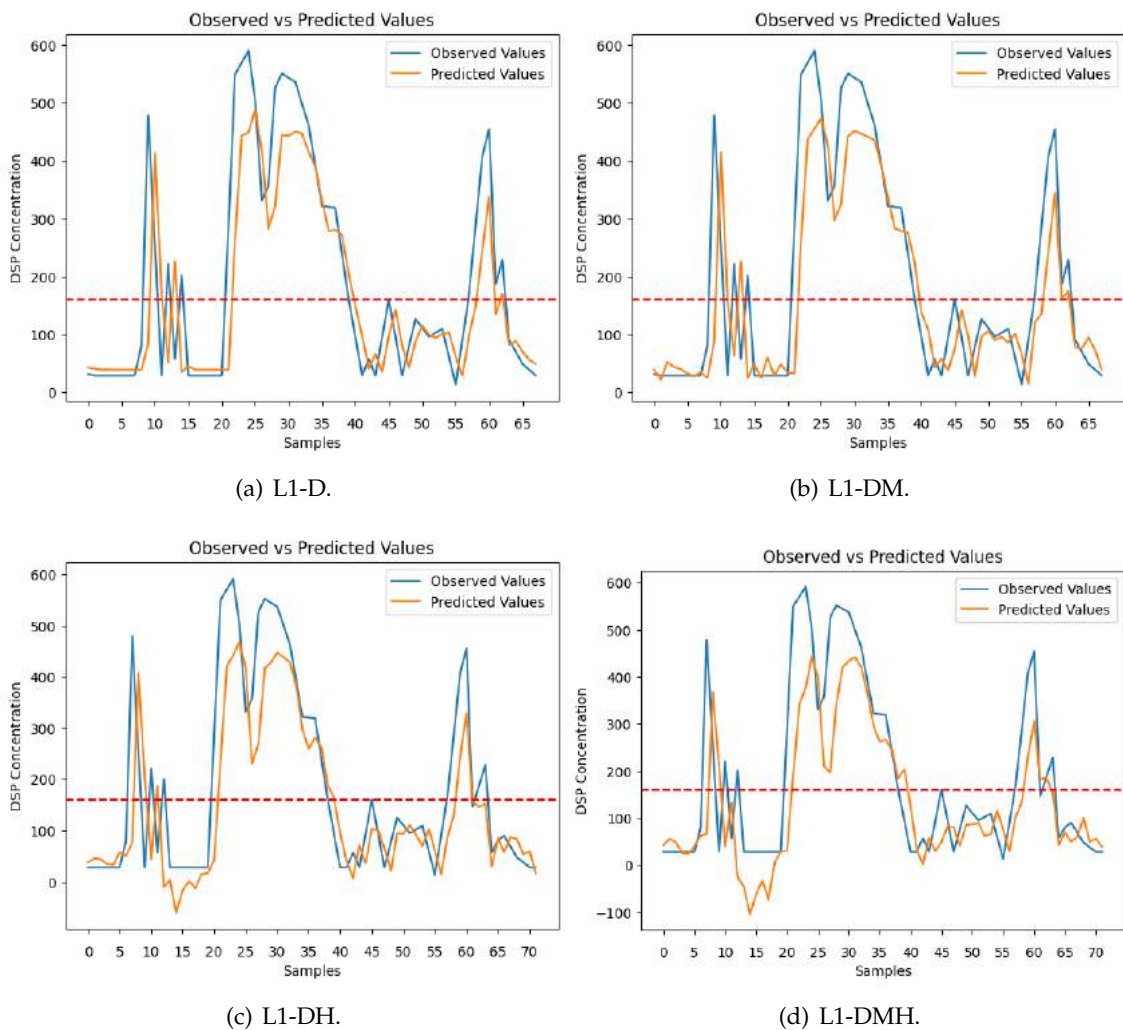 Observed vs Predicted Values
600
500
400
300
200
100
0
DSP Concentration
Observed Values
Predicted Values
0 5 10 15 20 25 30 35 40 45 50 55 60 65
Samples
(a) L1-D.
Observed vs Predicted Values
600
500
400
300
200
100
0
DSP Concentration
Observed Values
Predicted Values
0 5 10 15 20 25 30 35 40 45 50 55 60 65
Samples
(b) L1-DM.
Observed vs Predicted Values
600
500
400
300
200
100
0
DSP Concentration
Observed Values
Predicted Values
0 5 10 15 20 25 30 35 40 45 50 55 60 65 70
Samples
(c) L1-DH.
Observed vs Predicted Values
600
500
400
300
200
100
0
−100
DSP Concentration
Observed Values
Predicted Values
0 5 10 15 20 25 30 35 40 45 50 55 60 65 70
Samples
(d) L1-DMH.